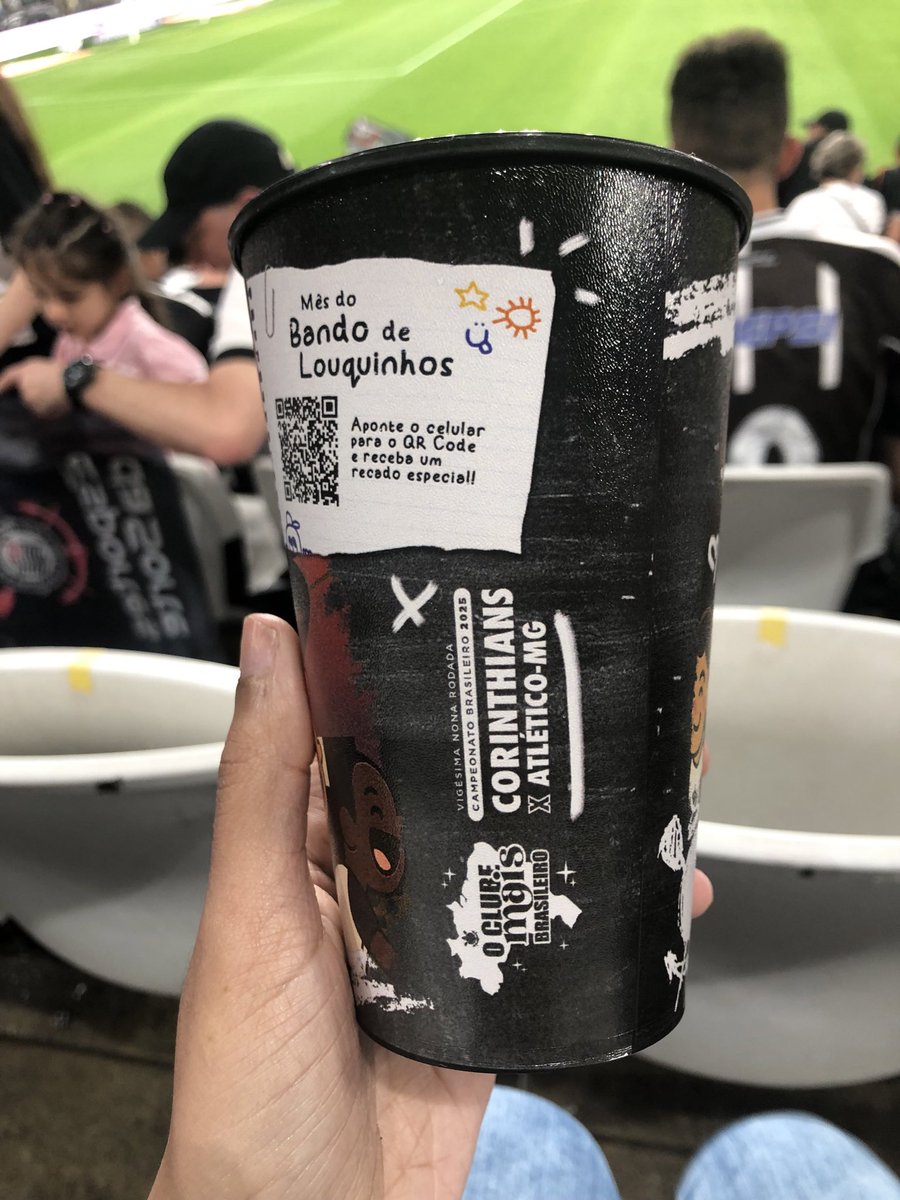 Mês do
Bando de
Louquinhos
Aponte o celular
para o QR Code
e receba um
recado especial!!
VIGÉSIMA NONA RODADA
CAMPEONATO BRASILEIRO 2025
CORINTHIANS
X ATLÉTICO-MG
O CLUBE
mais
BRASILEIRO
PEPSI
H